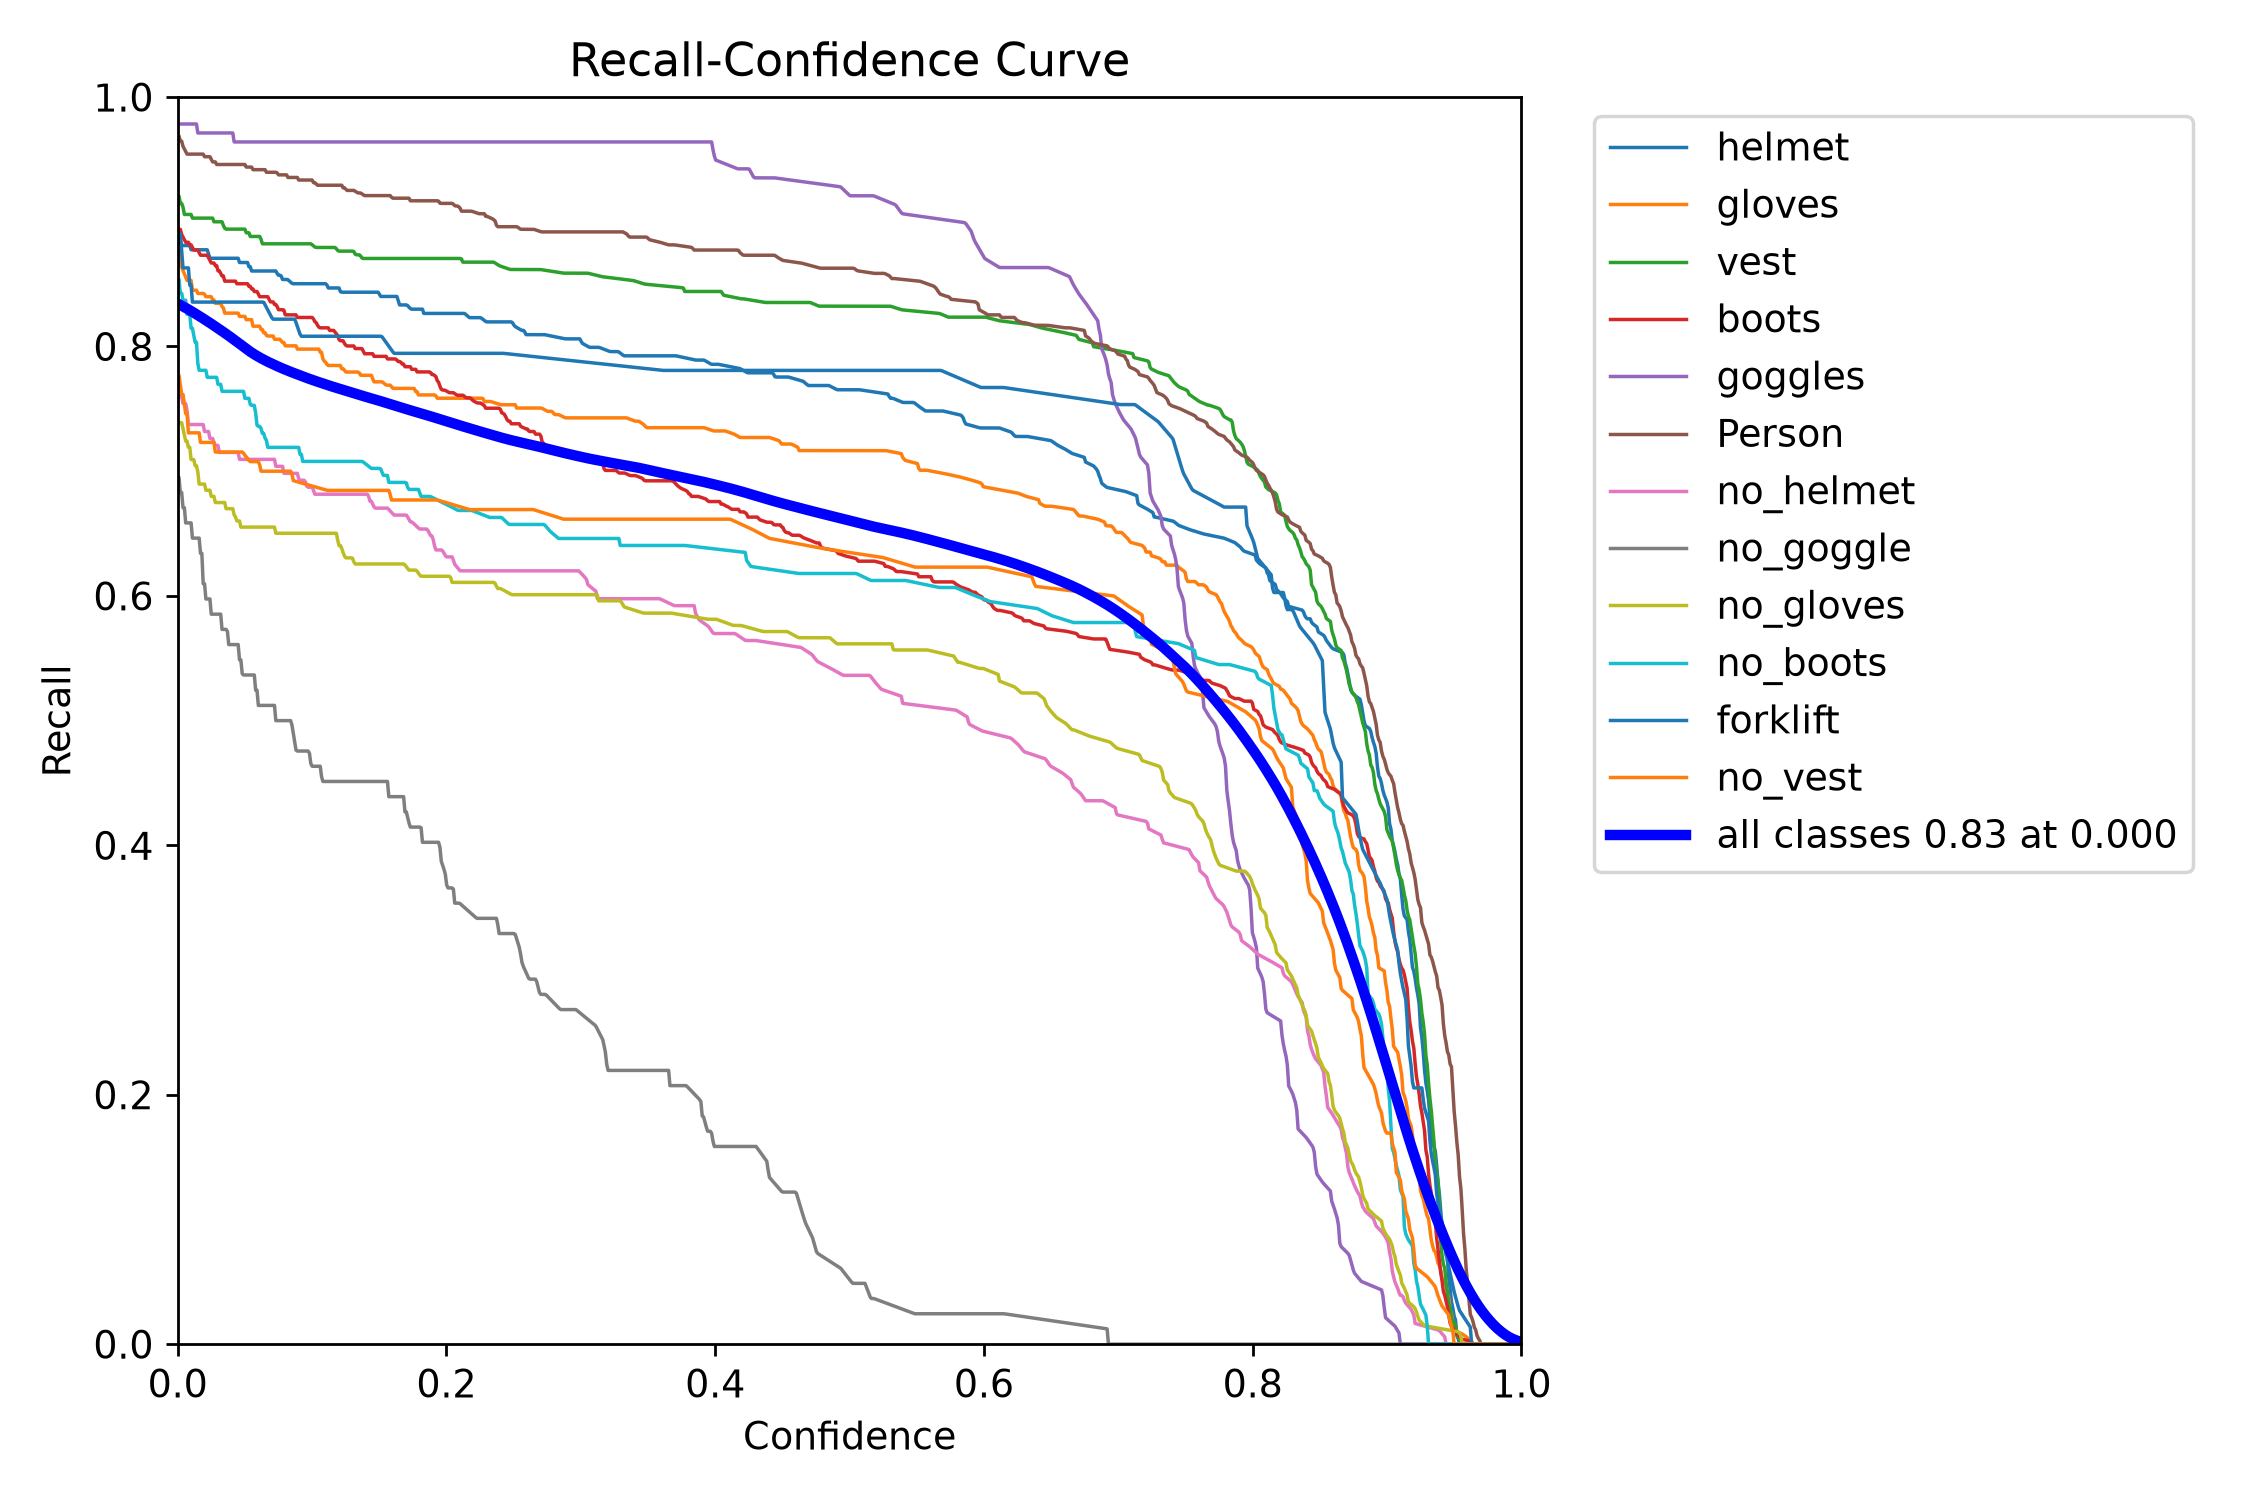 Recall-Confidence Curve
1.0
0.8
0.6
0.4
0.2
0.0
Recall
0.0 0.2 0.4 0.6 0.8 1.0
Confidence
helmet
gloves
vest
boots
goggles
Person
no_helmet
no_goggle
no_gloves
no_boots
forklift
no_vest
all classes 0.83 at 0.000